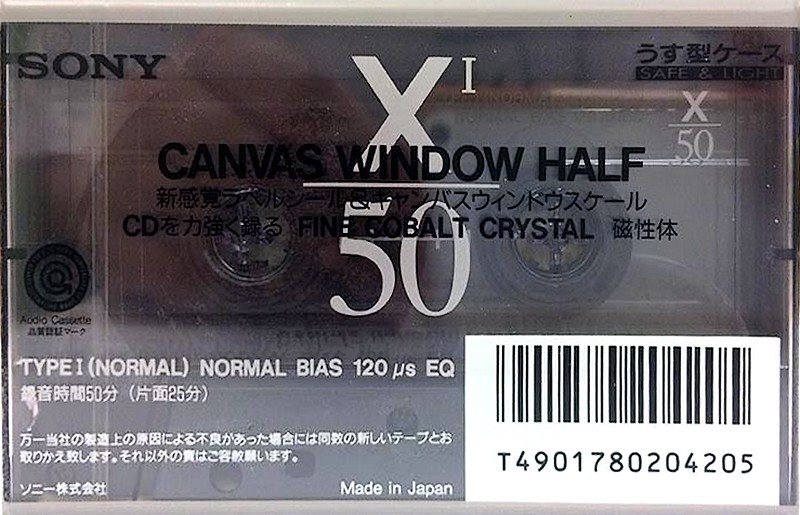 SONY
うす型ケース
SAFE & LIGHT
X I
50
X
50
CANVAS WINDOW HALF
新感覚ラベルシール&キャンバスウィンドウスケール
CDを力強く録る FINE COBALT CRYSTAL 磁性体
Audio Cassette
品質認証マーク
TYPE I (NORMAL) NORMAL BIAS 120 μs EQ
録音時間50分(片面25分)
万一当社の製造上の原因による不良があった場合には同数の新しいテープとお
取りかえ致します。それ以外の責はご容赦願います。
ソニー株式会社
Made in Japan
T4901780204205